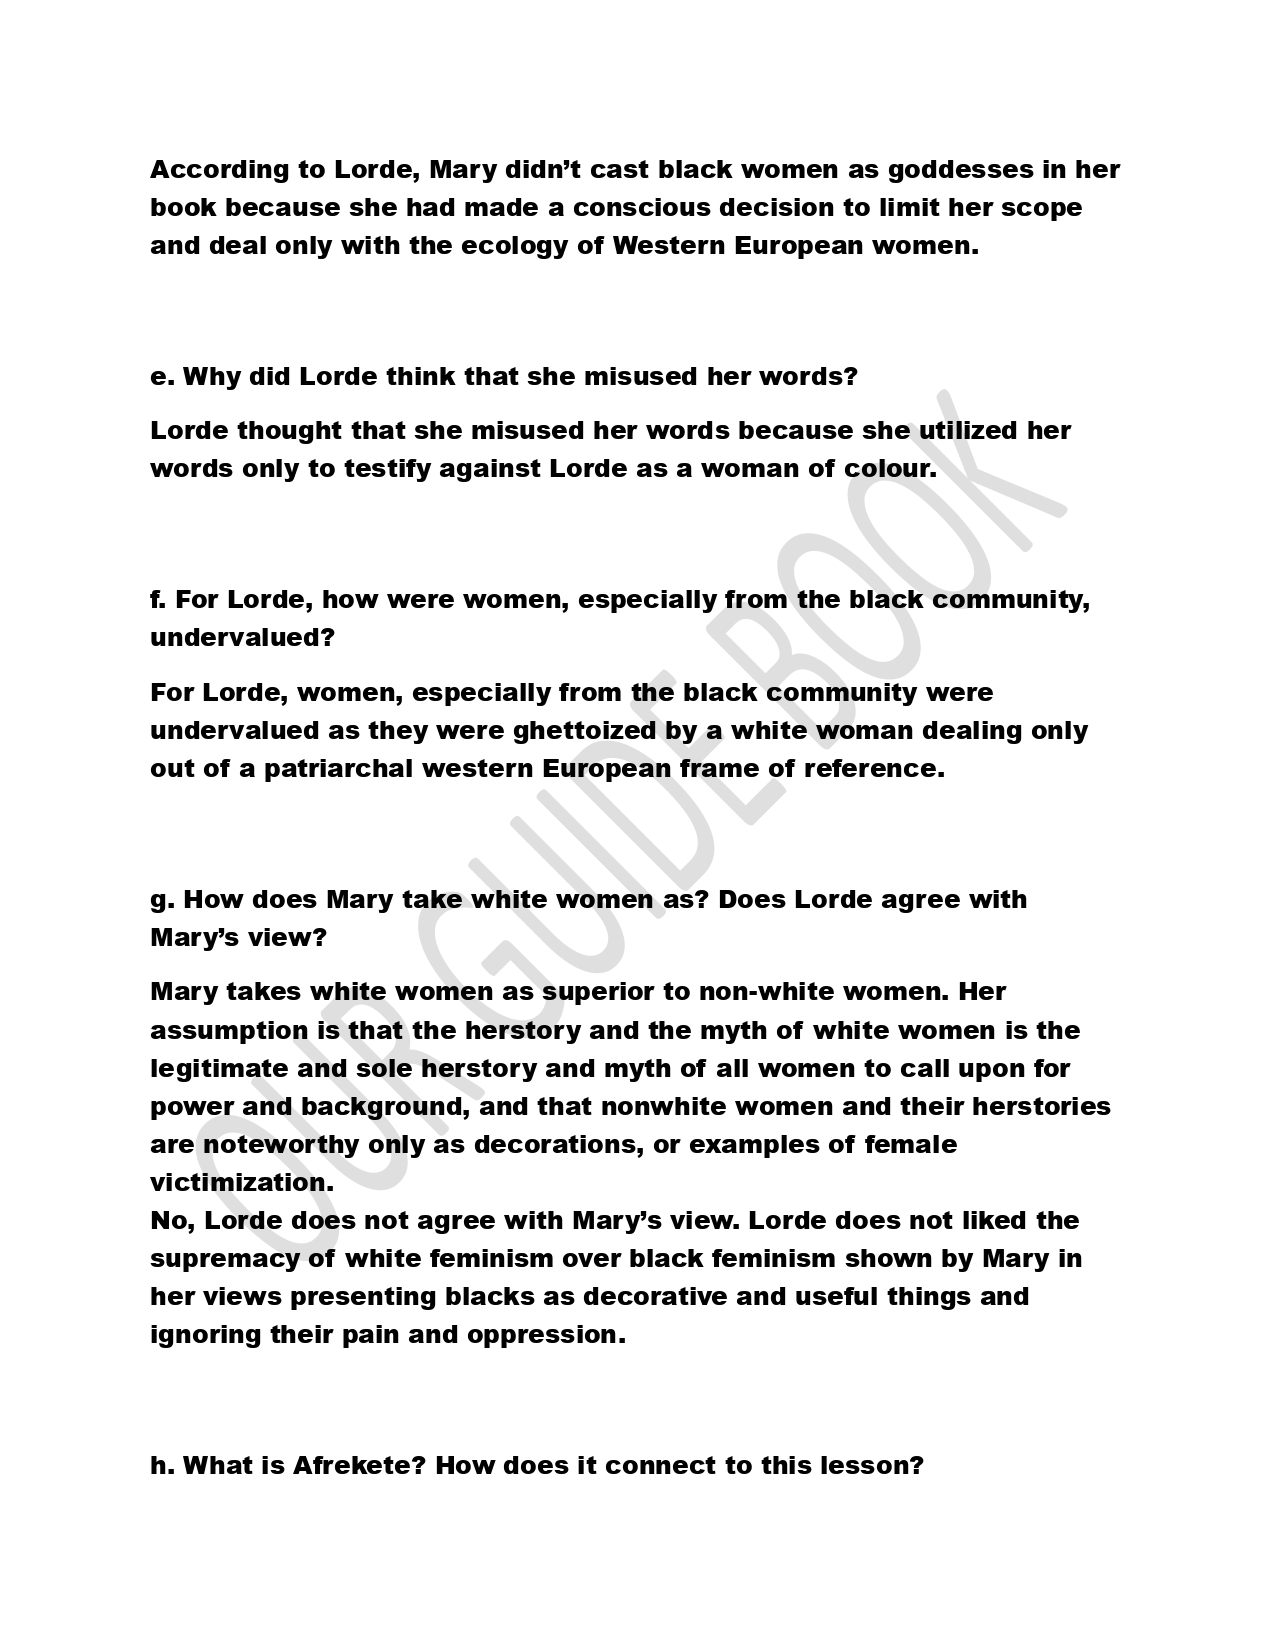 According to Lorde, Mary didn’t cast black women as goddesses in her
book because she had made a conscious decision to limit her scope
and deal only with the ecology of Western European women.
e. Why did Lorde think that she misused her words?
Lorde thought that she misused her words because she utilized her
words only to testify against Lorde as a woman of colour.
f. For Lorde, how were women, especially from the black community,
undervalued?
For Lorde, women, especially from the black community were
undervalued as they were ghettoized by a white woman dealing only
out of a patriarchal western European frame of reference.
g. How does Mary take white women as? Does Lorde agree with
Mary’s view?
Mary takes white women as superior to non-white women. Her
assumption is that the herstory and the myth of white women is the
legitimate and sole herstory and myth of all women to call upon for
power and background, and that nonwhite women and their herstories
are noteworthy only as decorations, or examples of female
victimization.
No, Lorde does not agree with Mary’s view. Lorde does not liked the
supremacy of white feminism over black feminism shown by Mary in
her views presenting blacks as decorative and useful things and
ignoring their pain and oppression.
h. What is Afrekete? How does it connect to this lesson?
OUR GUIDE BOOK